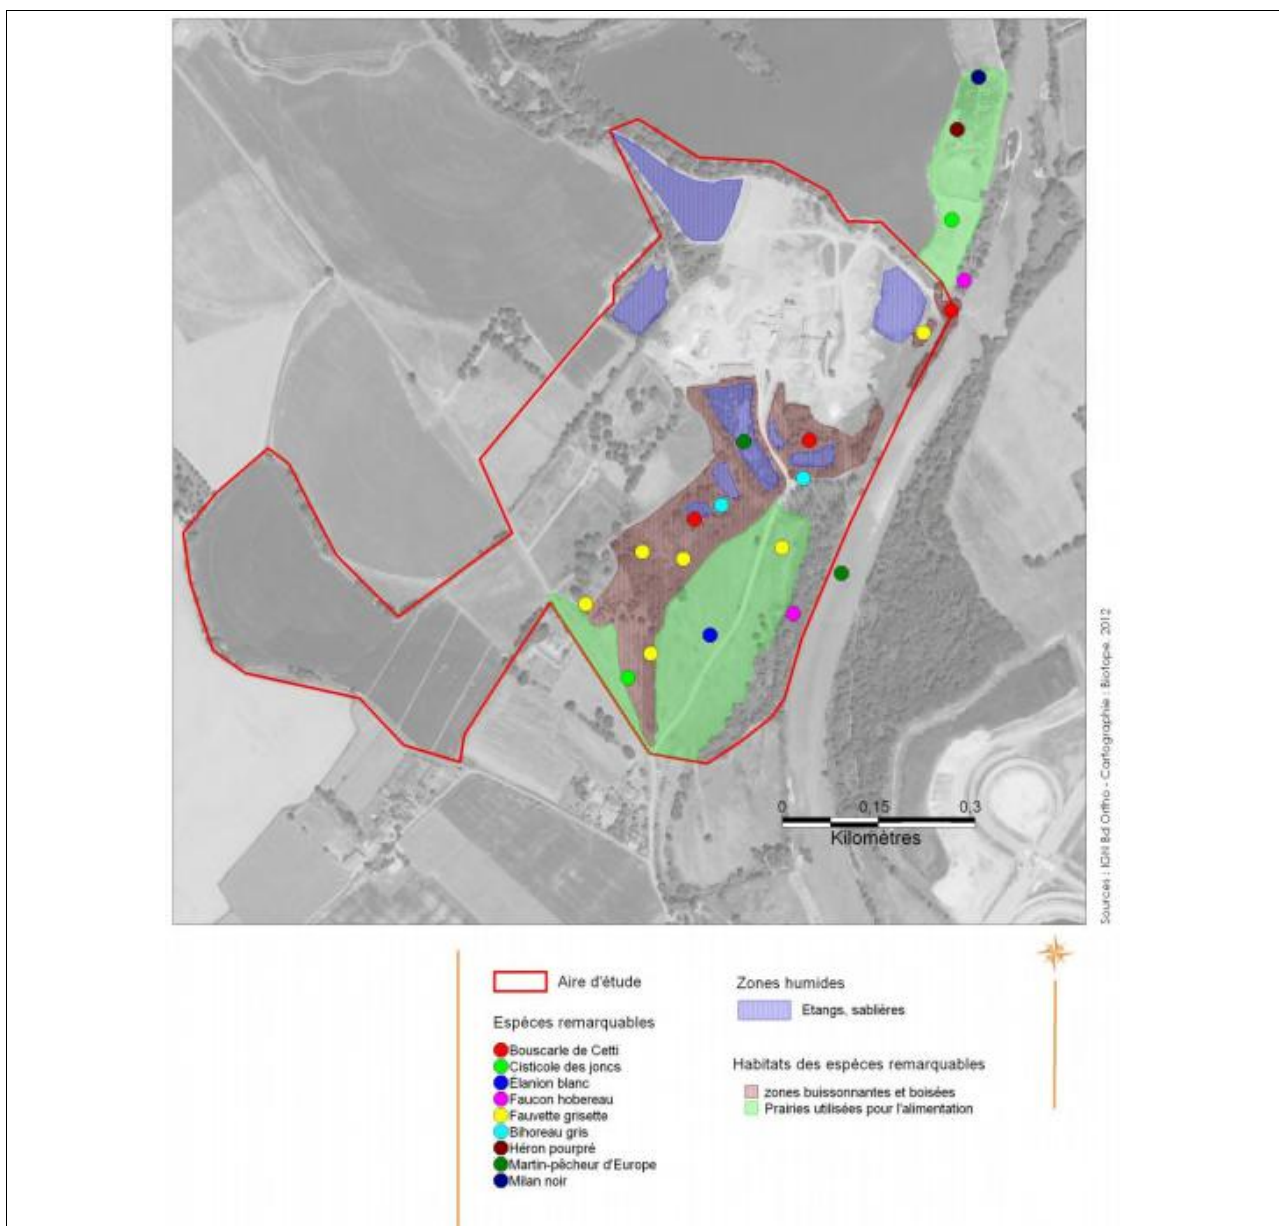 0 0,15 0,3
Kilomètres
Sources : IGN Bd Ortho - Cartographie : Biotope, 2012
Aire d'étude
Espèces remarquables
Bouscarle de Cetti
Cisticole des joncs
Élanion blanc
Faucon hobereau
Fauvette grisette
Bihoreau gris
Héron pourpré
Martin-pêcheur d'Europe
Milan noir
Zones humides
Etangs, sablières
Habitats des espèces remarquables
zones buissonnantes et boisées
Prairies utilisées pour l'alimentation